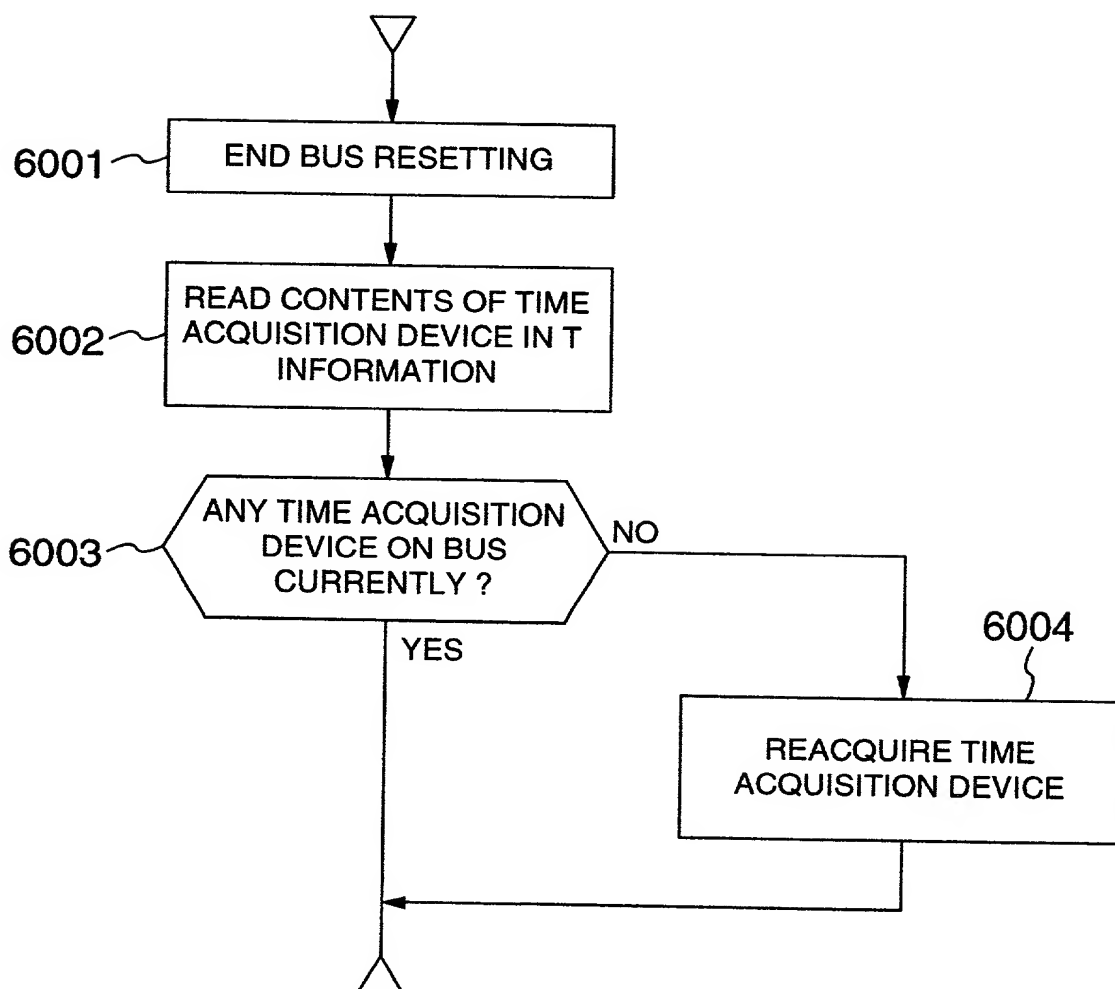 6001
END BUS RESETTING
6002
READ CONTENTS OF TIME
ACQUISITION DEVICE IN T
INFORMATION
6003
ANY TIME ACQUISITION
DEVICE ON BUS
CURRENTLY ?
NO
YES
6004
REACQUIRE TIME
ACQUISITION DEVICE